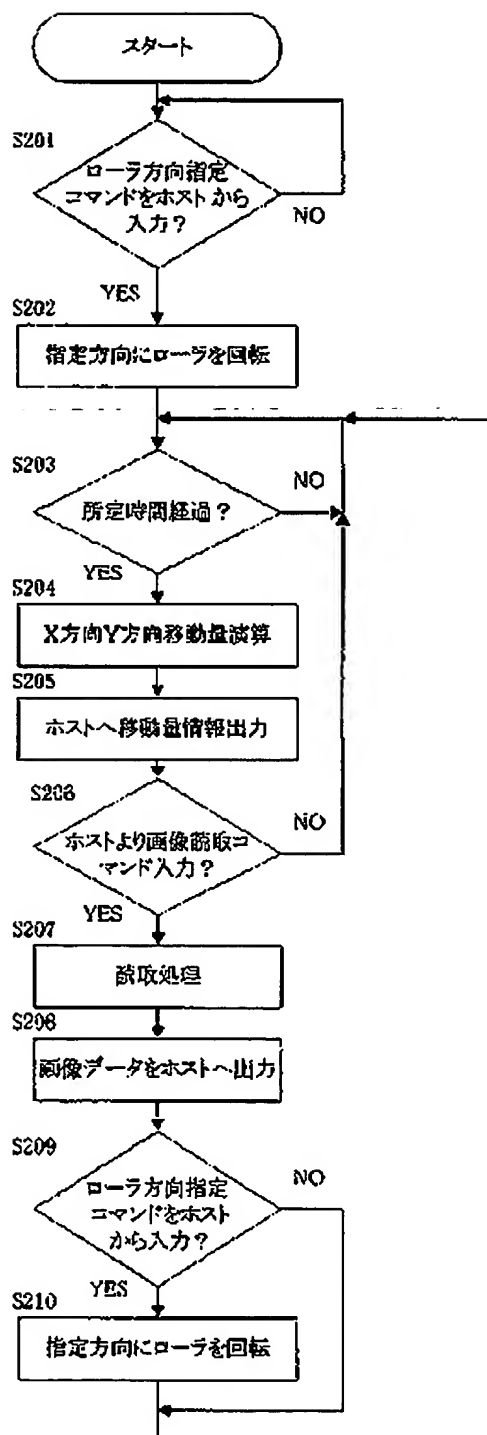 スタート
S201
ローラ方向指定
コマンドをホストから
入力？
NO
YES
S202
指定方向にローラを回転
S203
所定時間経過？
NO
YES
S204
X方向Y方向移動量演算
S205
ホストへ移動量情報出力
S206
ホストより画像読取コ
マンド入力？
NO
YES
S207
読取処理
S208
画像データをホストへ出力
S209
ローラ方向指定
コマンドをホスト
から入力？
NO
YES
S210
指定方向にローラを回転